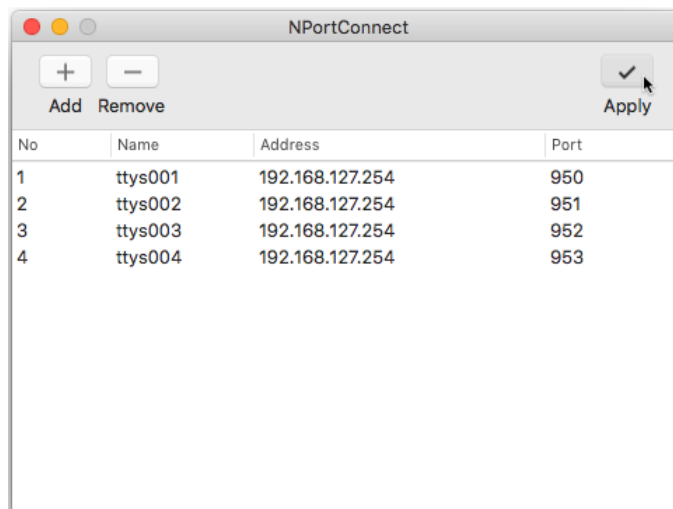 NPortConnect
Add Remove Apply
No Name Address Port
1 ttys001 192.168.127.254 950
2 ttys002 192.168.127.254 951
3 ttys003 192.168.127.254 952
4 ttys004 192.168.127.254 953